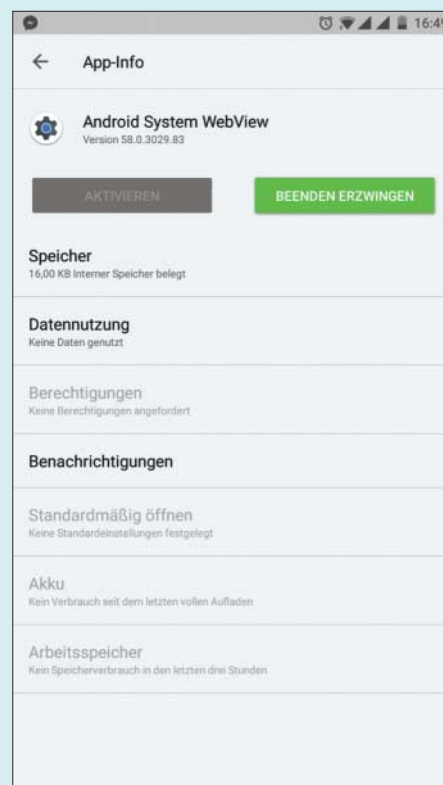 16:49
App-Info
Android System WebView
Version 58.0.3029.83
AKTIVIEREN
BEENDEN ERZWINGEN
Speicher
16,00 KB Interner Speicher belegt
Datennutzung
Keine Daten genutzt
Berechtigungen
Keine Berechtigungen angefordert
Benachrichtigungen
Standardmäßig öffnen
Keine Standardeinstellungen festgelegt
Akku
Kein Verbrauch seit dem letzten vollen Aufladen
Arbeitsspeicher
Kein Speicherverbrauch in den letzten drei Stunden